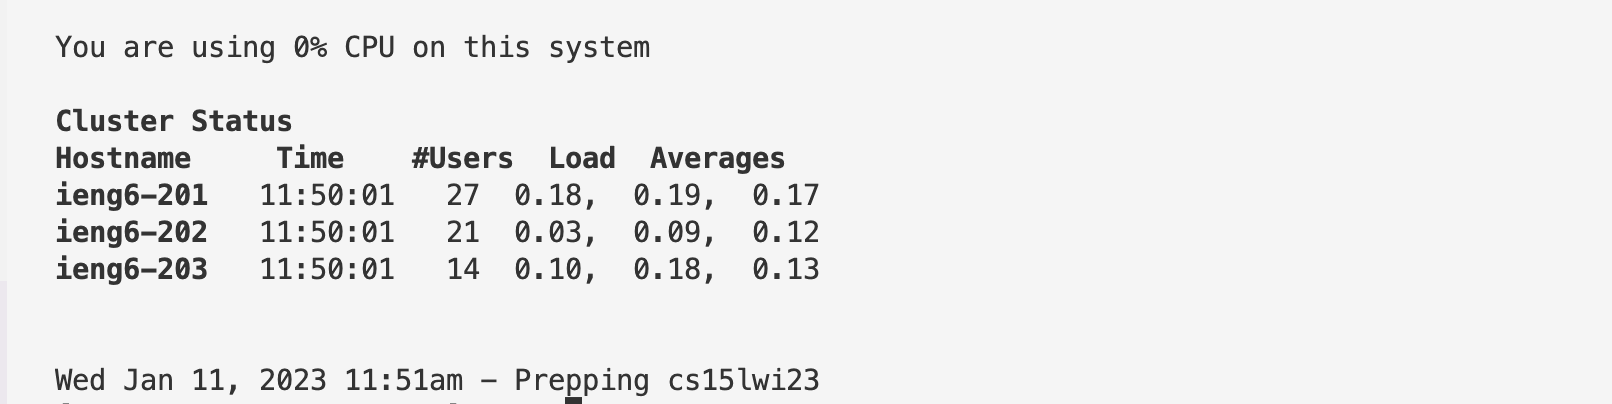 You are using 0% CPU on this system
Cluster Status
Hostname     Time    #Users  Load  Averages
ieng6-201   11:50:01   27  0.18,  0.19,  0.17
ieng6-202   11:50:01   21  0.03,  0.09,  0.12
ieng6-203   11:50:01   14  0.10,  0.18,  0.13
Wed Jan 11, 2023 11:51am - Prepping cs15lwi23